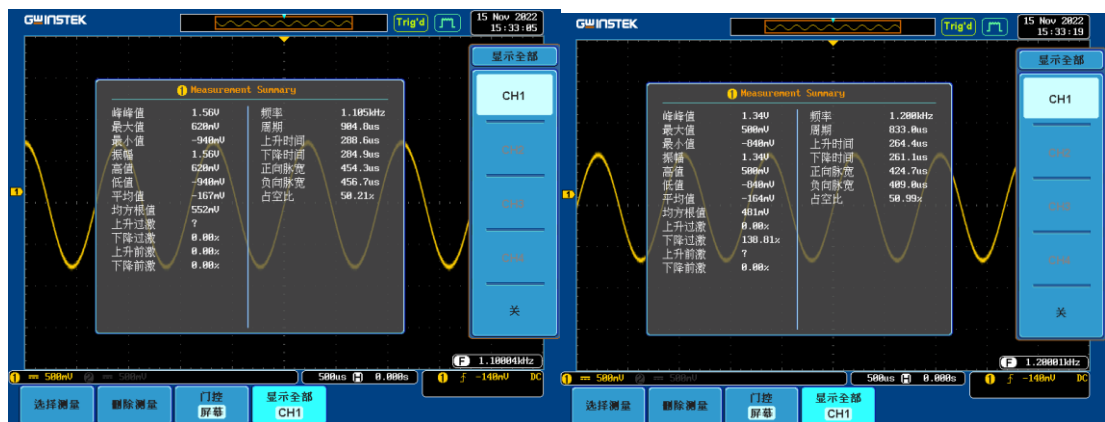 GWINSTEK
Trig'd
15 Nov 2022
15:33:05
显示全部
CH1
关
1 Measurement Summary
峰峰值 1.56V 频率 1.105kHz
最大值 620mV 周期 904.8us
最小值 -940mV 上升时间 288.6us
振幅 1.56V 下降时间 284.9us
高值 620mV 正向脉宽 454.3us
低值 -940mV 负向脉宽 456.7us
平均值 -167mV 占空比 50.21%
均方根值 552mV
上升过激 ?
下降过激 0.00%
上升前激 0.00%
下降前激 0.00%
1
F 1.10004kHz
1 500mV 2 500mV 500us H 0.000s 1 -140mV DC
选择测量 删除测量 门控 屏幕 显示全部 CH1
GWINSTEK
Trig'd
15 Nov 2022
15:33:19
显示全部
CH1
关
1 Measurement Summary
峰峰值 1.34V 频率 1.200kHz
最大值 500mV 周期 833.0us
最小值 -840mV 上升时间 264.4us
振幅 1.34V 下降时间 261.1us
高值 500mV 正向脉宽 424.7us
低值 -840mV 负向脉宽 409.0us
平均值 -164mV 占空比 50.99%
均方根值 481mV
上升过激 0.00%
下降过激 138.81%
上升前激 ?
下降前激 0.00%
1
F 1.20001kHz
1 500mV 2 500mV 500us H 0.000s 1 -140mV DC
选择测量 删除测量 门控 屏幕 显示全部 CH1